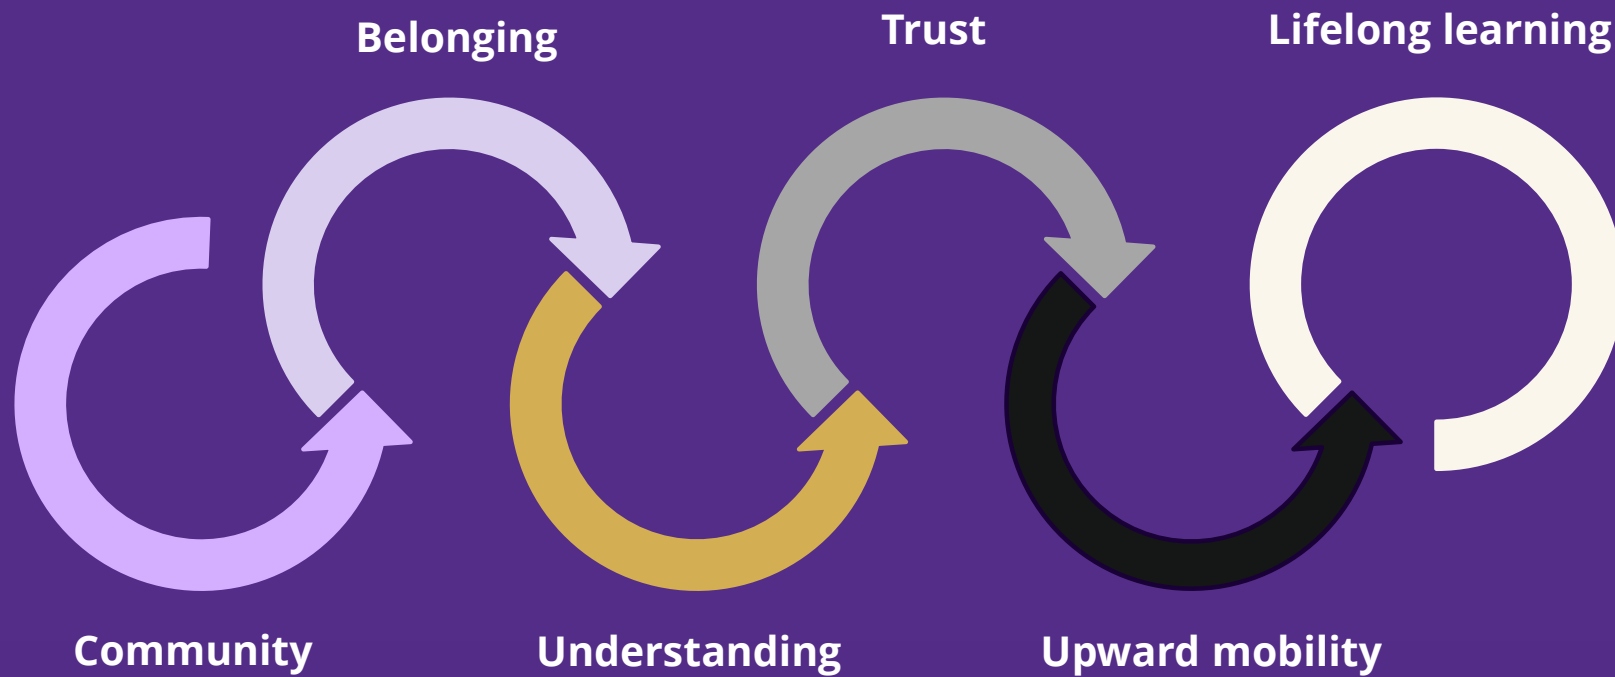 Belonging
Trust
Lifelong learning
Community
Understanding
Upward mobility